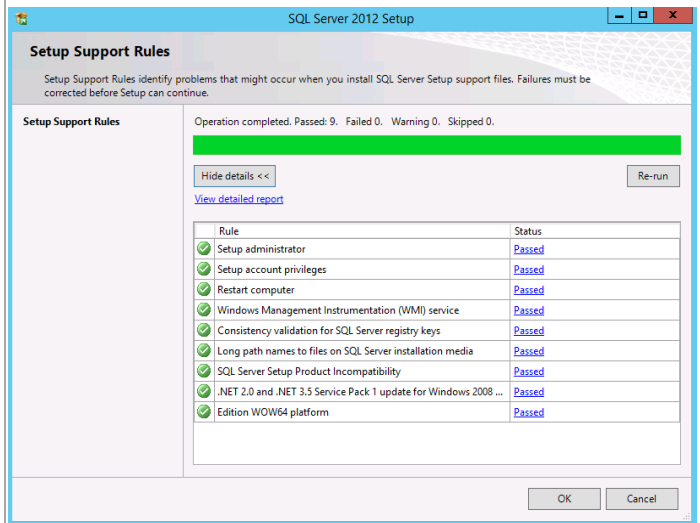 SQL Server 2012 Setup
Setup Support Rules
Setup Support Rules identify problems that might occur when you install SQL Server Setup support files. Failures must be
corrected before Setup can continue.
Setup Support Rules
Operation completed. Passed: 9. Failed 0. Warning 0. Skipped 0.
Hide details <<
Re-run
View detailed report
Rule Status
Setup administrator Passed
Setup account privileges Passed
Restart computer Passed
Windows Management Instrumentation (WMI) service Passed
Consistency validation for SQL Server registry keys Passed
Long path names to files on SQL Server installation media Passed
SQL Server Setup Product Incompatibility Passed
.NET 2.0 and .NET 3.5 Service Pack 1 update for Windows 2008 ... Passed
Edition WOW64 platform Passed
OK Cancel